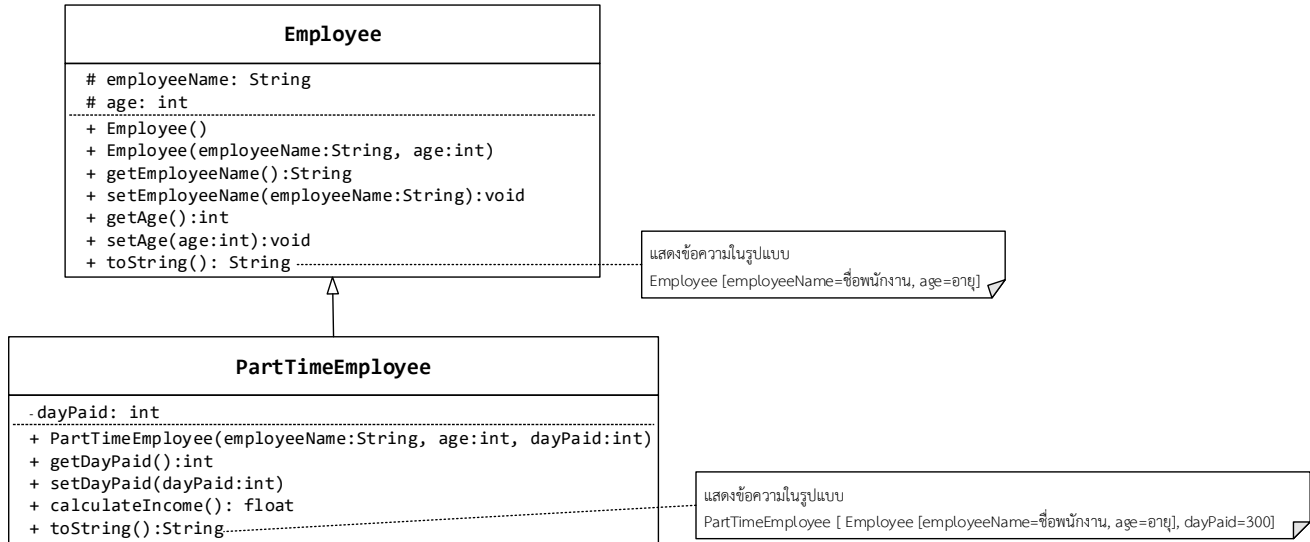 Employee
# employeeName: String
# age: int
+ Employee()
+ Employee(employeeName:String, age:int)
+ getEmployeeName():String
+ setEmployeeName(employeeName:String):void
+ getAge():int
+ setAge(age:int):void
+ toString(): String
แสดงข้อความในรูปแบบ
Employee [employeeName=ชื่อพนักงาน, age=อายุ]
PartTimeEmployee
-dayPaid: int
+ PartTimeEmployee(employeeName:String, age:int, dayPaid:int)
+ getDayPaid():int
+ setDayPaid(dayPaid:int)
+ calculateIncome(): float
+ toString():String
แสดงข้อความในรูปแบบ
PartTimeEmployee [ Employee [employeeName=ชื่อพนักงาน, age=อายุ], dayPaid=300]